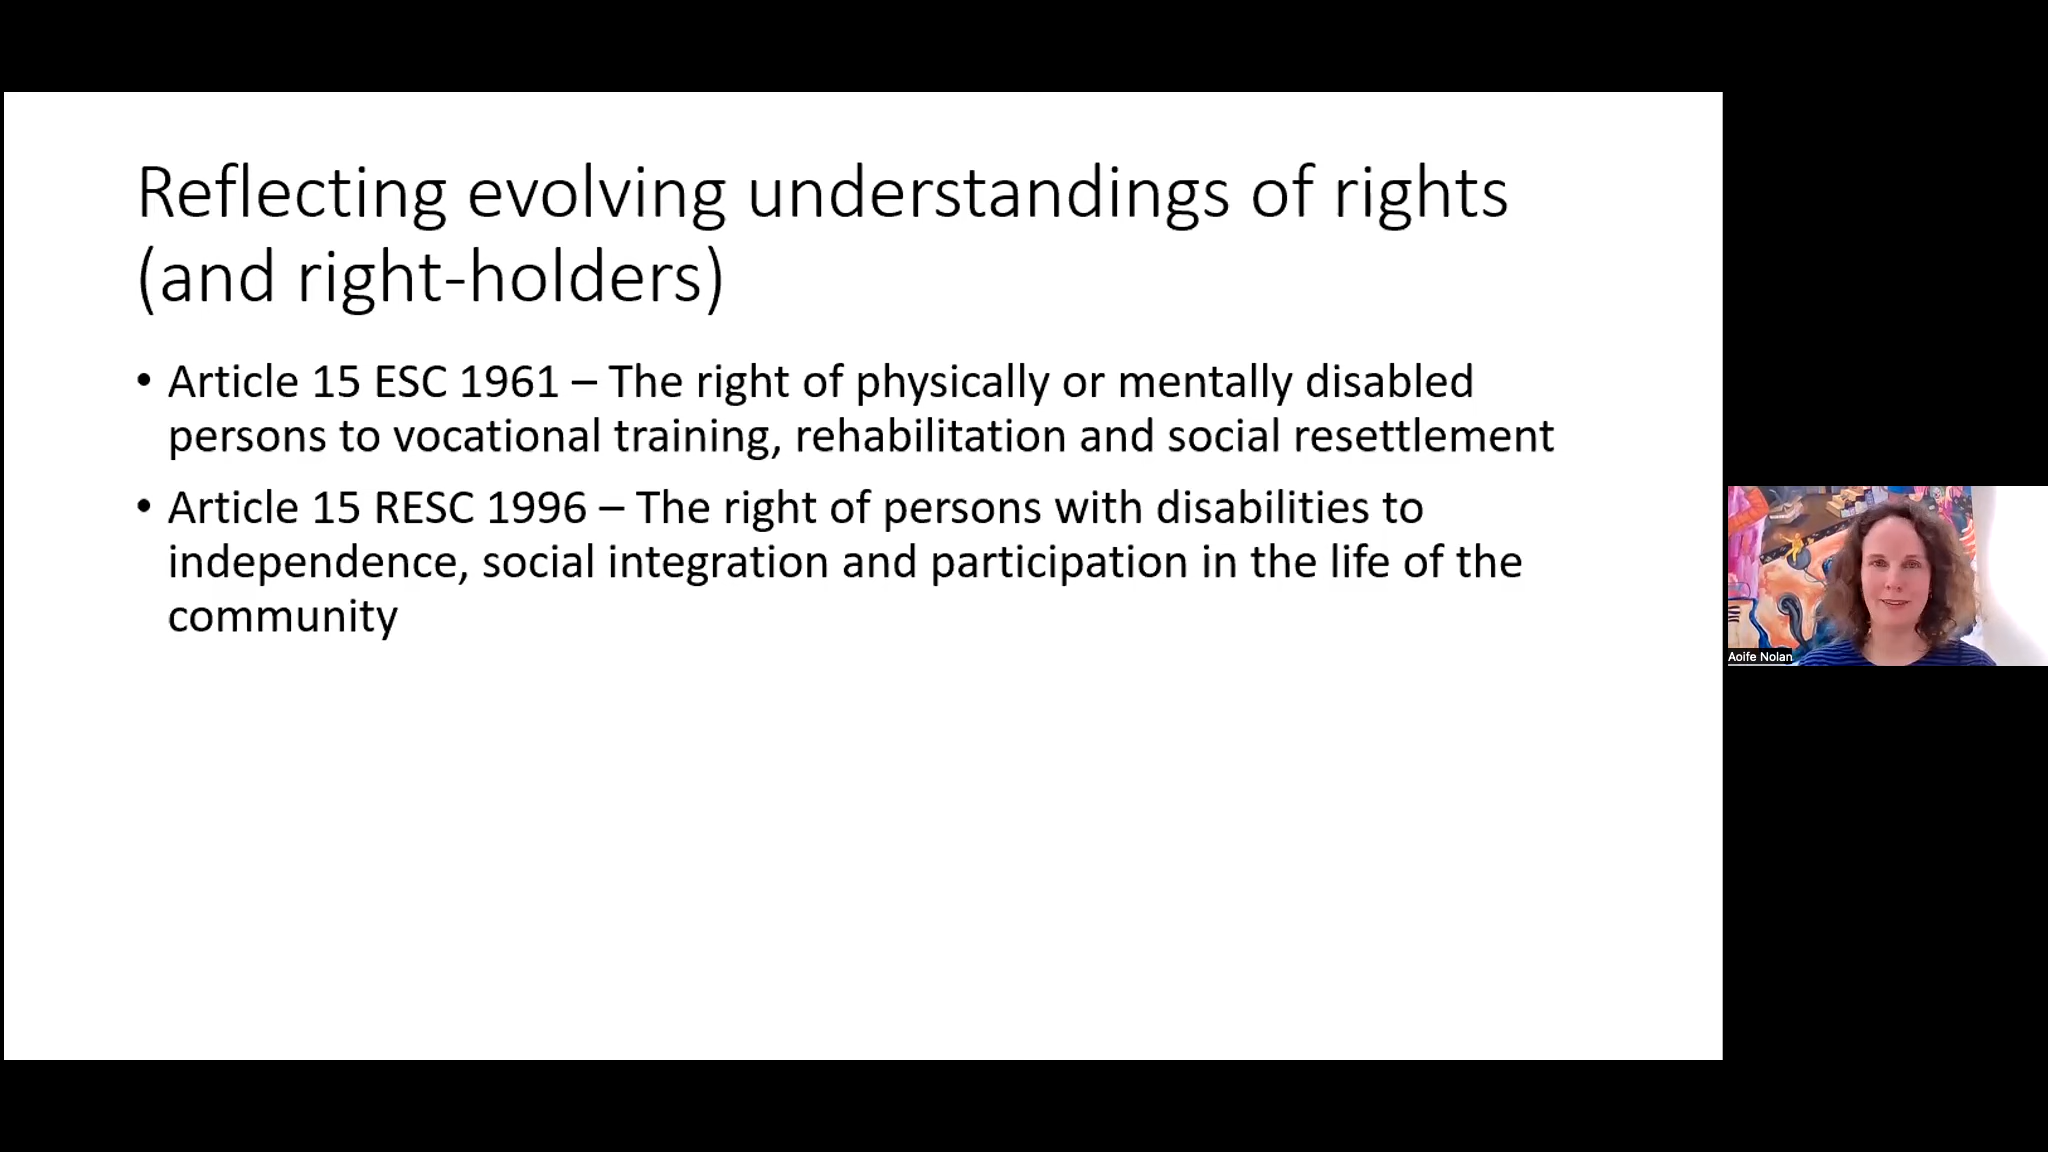 Reflecting evolving understandings of rights
(and right-holders)
• Article 15 ESC 1961 – The right of physically or mentally disabled
persons to vocational training, rehabilitation and social resettlement
• Article 15 RESC 1996 – The right of persons with disabilities to
independence, social integration and participation in the life of the
community
Aoife Nolan